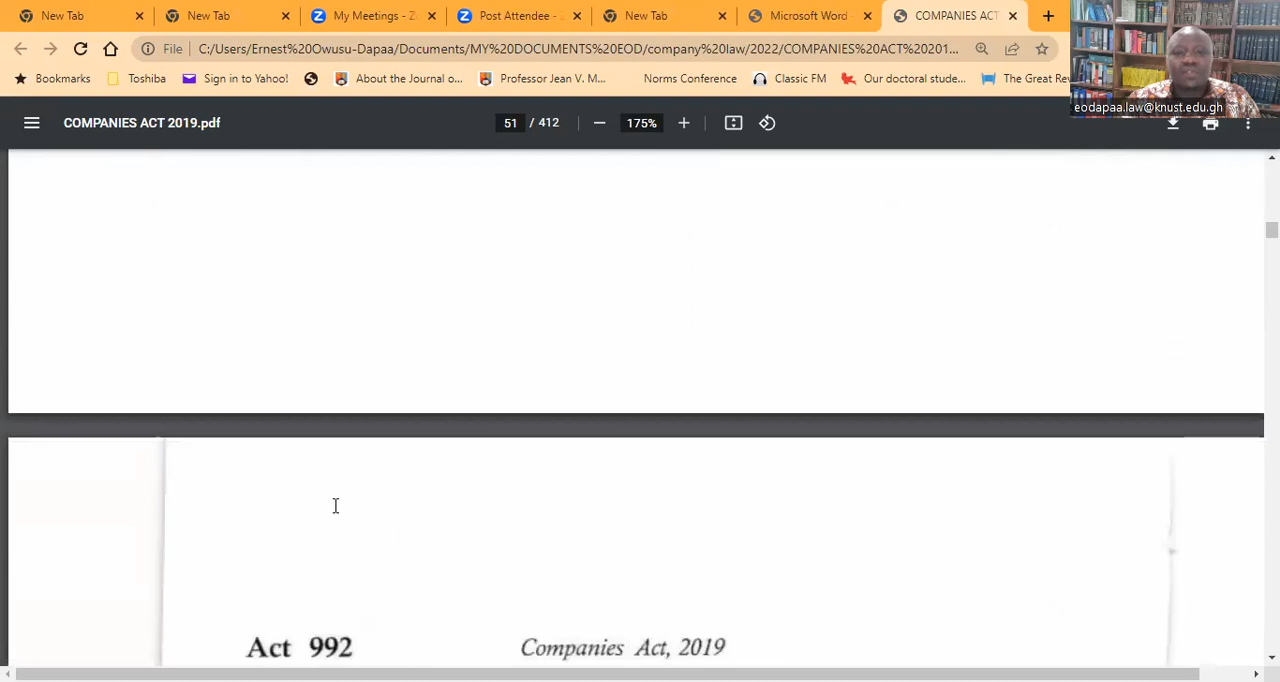 New Tab
New Tab
My Meetings - Z
Post Attendee -
New Tab
Microsoft Word
COMPANIES ACT
File
C:/Users/Ernest%20Owusu-Dapaa/Documents/MY%20DOCUMENTS%20EOD/company%20law/2022/COMPANIES%20ACT%20201...
Bookmarks
Toshiba
Sign in to Yahoo!
About the Journal o...
Professor Jean V. M...
Norms Conference
Classic FM
Our doctoral stude...
The Great Rev
eodapaa.law@knust.edu.gh
COMPANIES ACT 2019.pdf
51 / 412
175%
Act 992
Companies Act, 2019